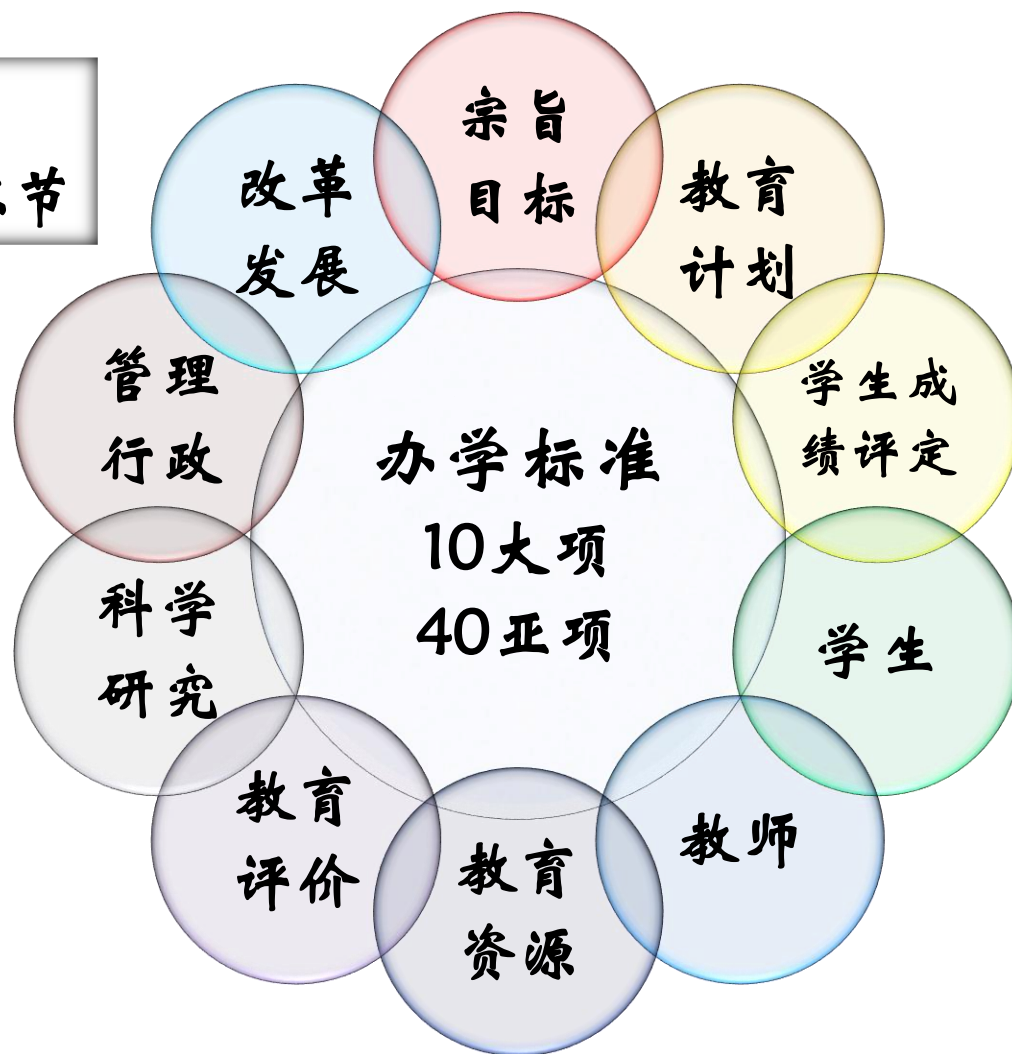 节
宗旨
目标
教育
计划
学生成
绩评定
学生
教师
教育
资源
教育
评价
科学
研究
管理
行政
改革
发展
办学标准
10大项
40亚项